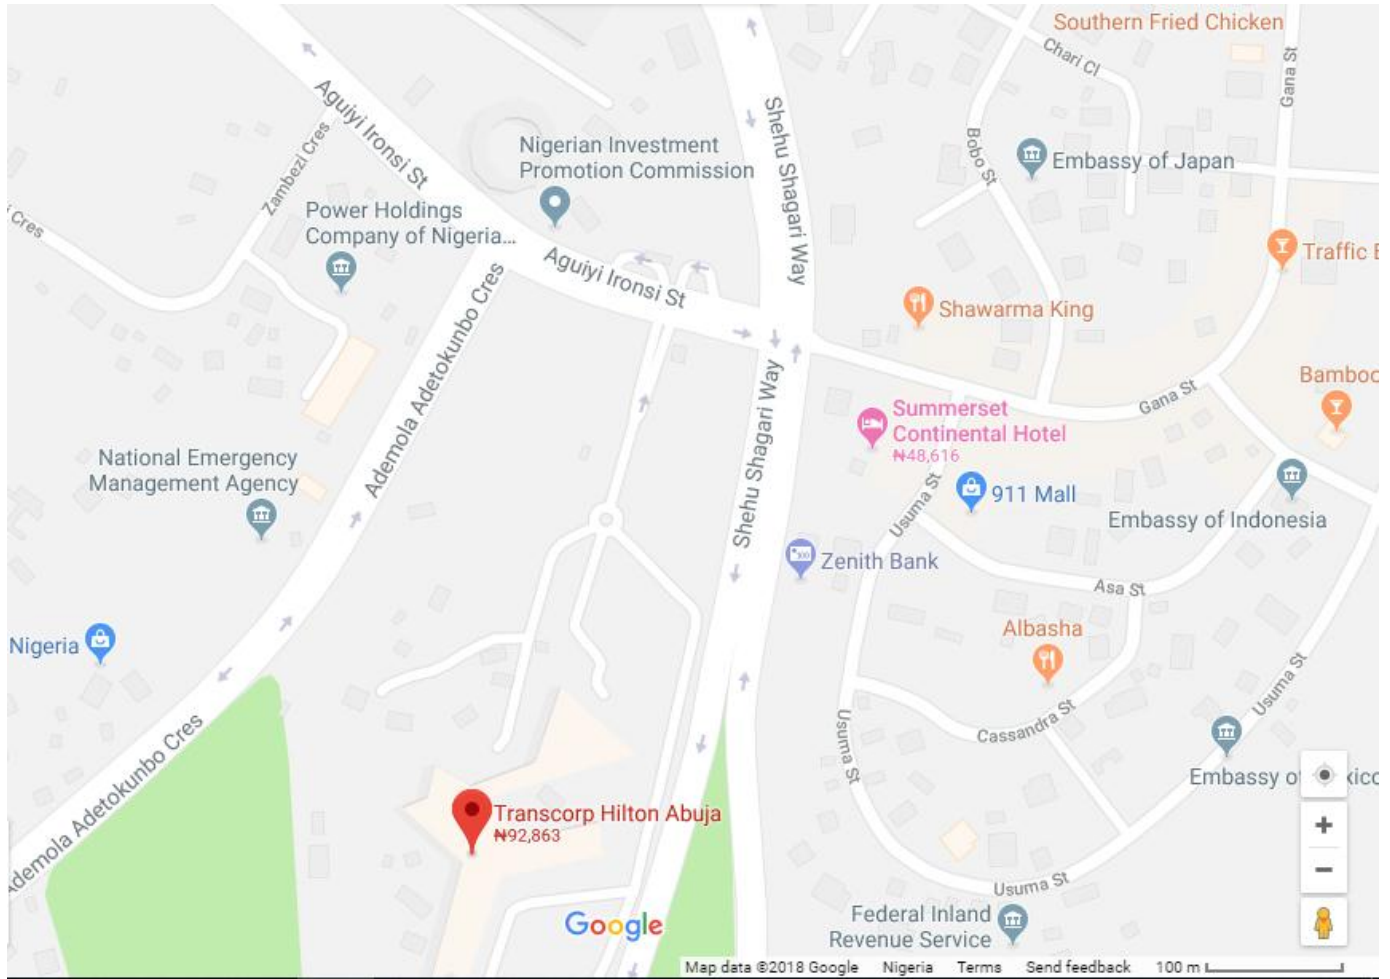 Southern Fried Chicken
Chari Cl
Gana St
Aguiyi Ironsi St
Shehu Shagari Way
Nigerian Investment
Promotion Commission
Bobo St
Embassy of Japan
Zambezi Cres
Power Holdings
Company of Nigeria...
Cres
Aguiyi Ironsi St
Traffic
Shawarma King
Ademola Adetokunbo Cres
Shehu Shagari Way
Gana St
Bamboo
Summerset
Continental Hotel
₦48,616
National Emergency
Management Agency
Usuma St
911 Mall
Embassy of Indonesia
Zenith Bank
Asa St
Nigeria
Albasha
Usuma St
Cassandra St
Usuma St
Ademola Adetokunbo Cres
Embassy of
Transcorp Hilton Abuja
₦92,863
Usuma St
Federal Inland
Revenue Service
Google
Map data ©2018 Google Nigeria Terms Send feedback 100 m